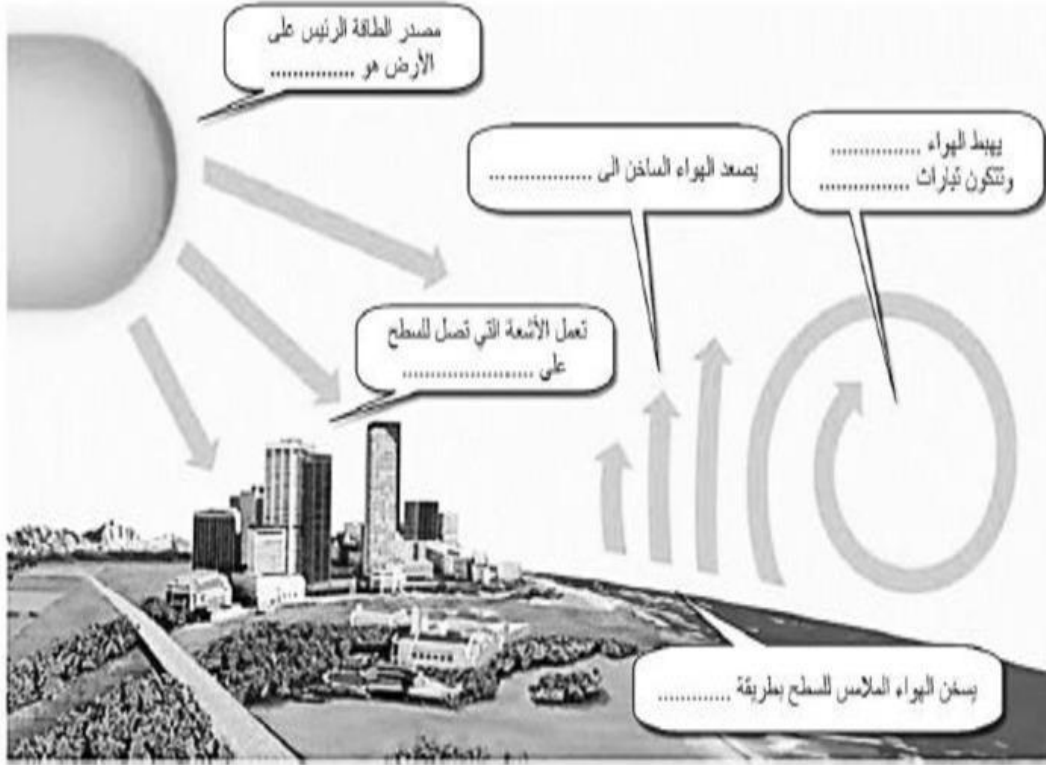 مصدر الطاقة الرئيس على
الأرض هو ...............
يهبط الهواء ...............
وتتكون تيارات ...............
يصعد الهواء الساخن الى .................
تعمل الأشعة التي تصل للسطح
على ......................
يسخن الهواء الملامس للسطح بطريقة ............